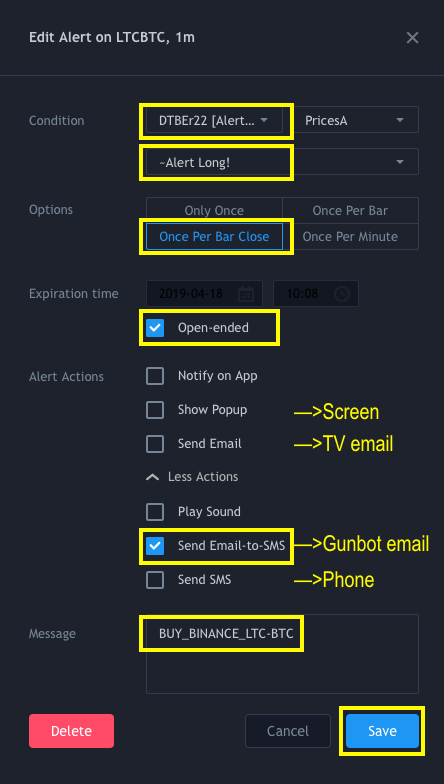 Edit Alert on LTCBTC, 1m
Condition DTBEr22 [Alert... PricesA
~Alert Long!
Options Only Once Once Per Bar
Once Per Bar Close Once Per Minute
Expiration time 2019-04-18 10:08
Open-ended
Alert Actions Notify on App
Show Popup —>Screen
Send Email —>TV email
Less Actions
Play Sound
Send Email-to-SMS —>Gunbot email
Send SMS —>Phone
Message BUY_BINANCE_LTC-BTC
Delete Cancel Save